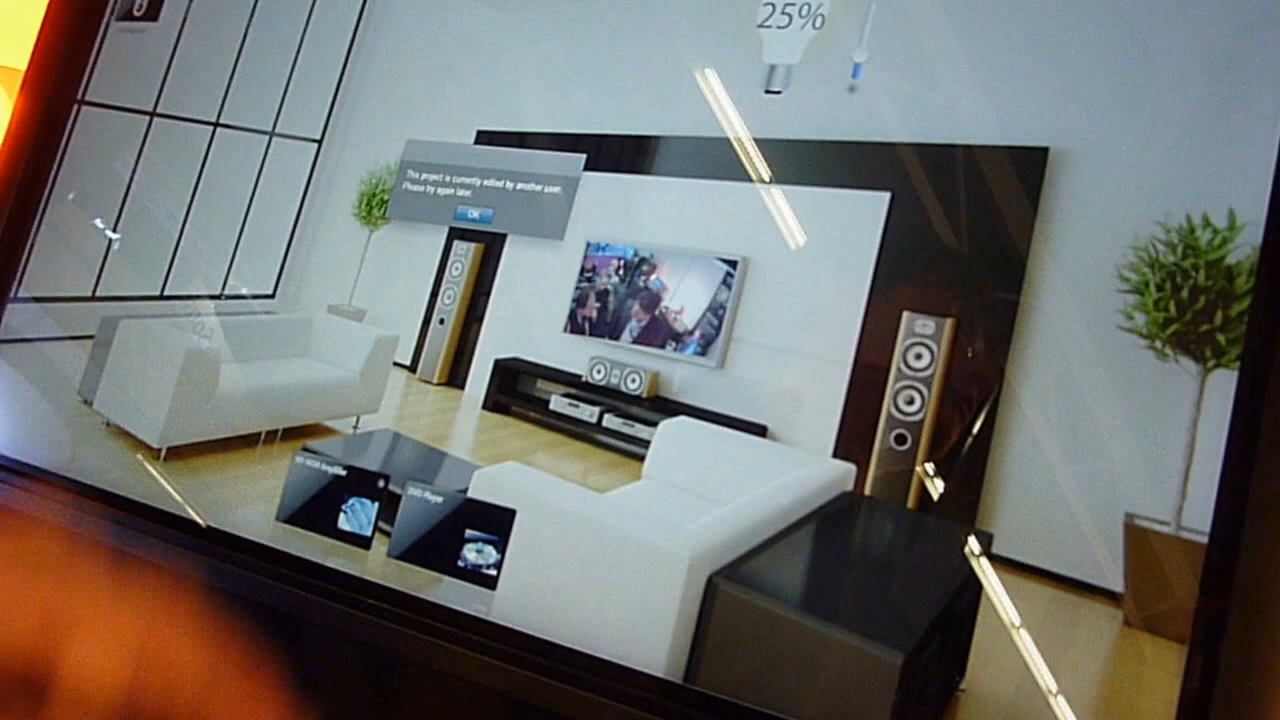 25%
This project is currently edited by another user.
Please try again later.
OK
DVD Player